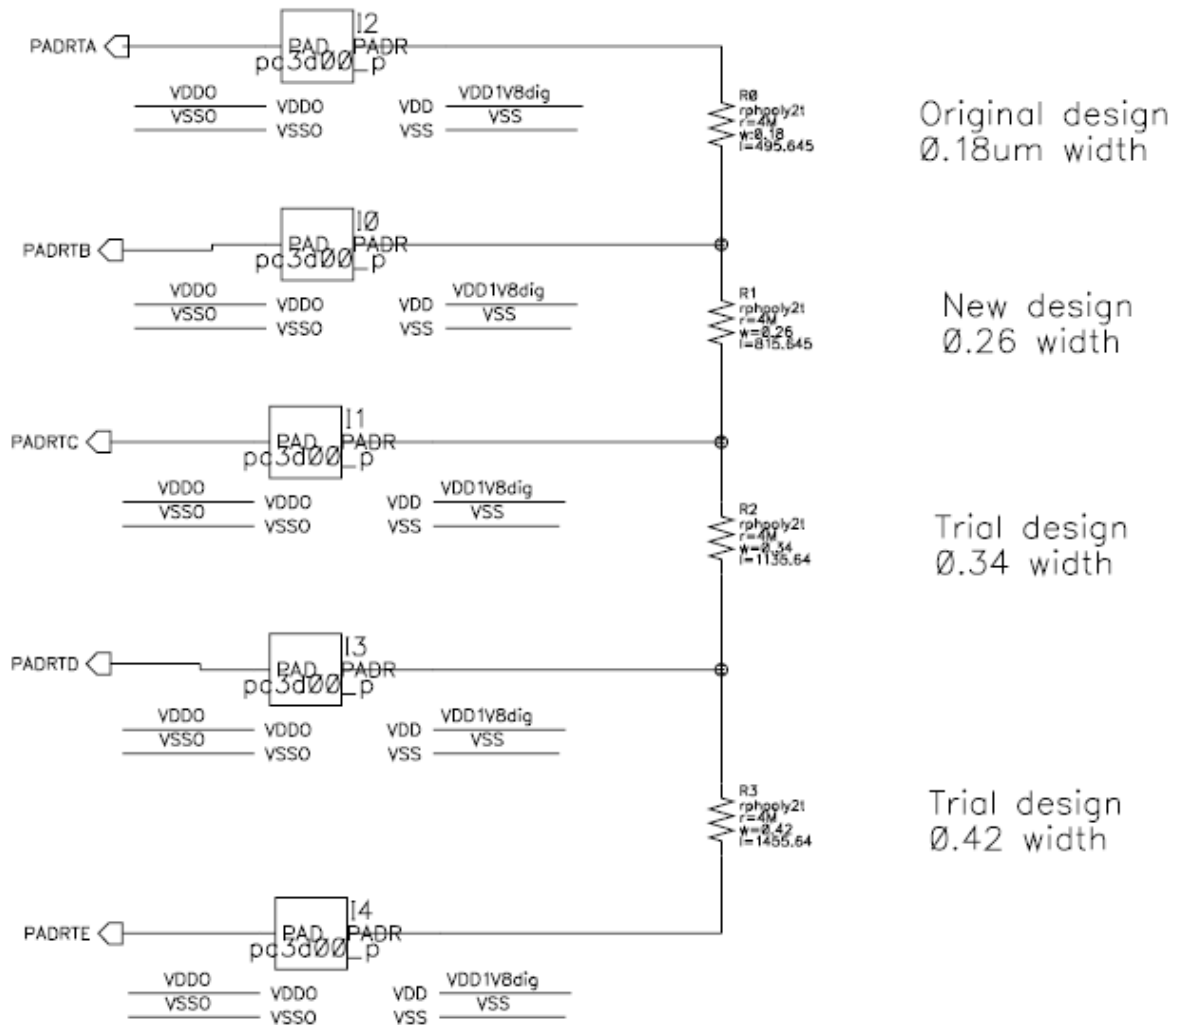 I2
PADRTA
PAD PADR
pc3d00_p
VDDO VDDO VDD VDD1V8dig
VSSO VSSO VSS VSS
R0
rphpoly2t
r=4M
w=0.18
l=495.645
Original design
0.18um width
I0
PADRTB
PAD PADR
pc3d00_p
VDDO VDDO VDD VDD1V8dig
VSSO VSSO VSS VSS
R1
rphpoly2t
r=4M
w=0.26
l=815.645
New design
0.26 width
I1
PADRTC
PAD PADR
pc3d00_p
VDDO VDDO VDD VDD1V8dig
VSSO VSSO VSS VSS
R2
rphpoly2t
r=4M
w=0.34
l=1135.64
Trial design
0.34 width
I3
PADRTD
PAD PADR
pc3d00_p
VDDO VDDO VDD VDD1V8dig
VSSO VSSO VSS VSS
R3
rphpoly2t
r=4M
w=0.42
l=1455.64
Trial design
0.42 width
I4
PADRTE
PAD PADR
pc3d00_p
VDDO VDDO VDD VDD1V8dig
VSSO VSSO VSS VSS